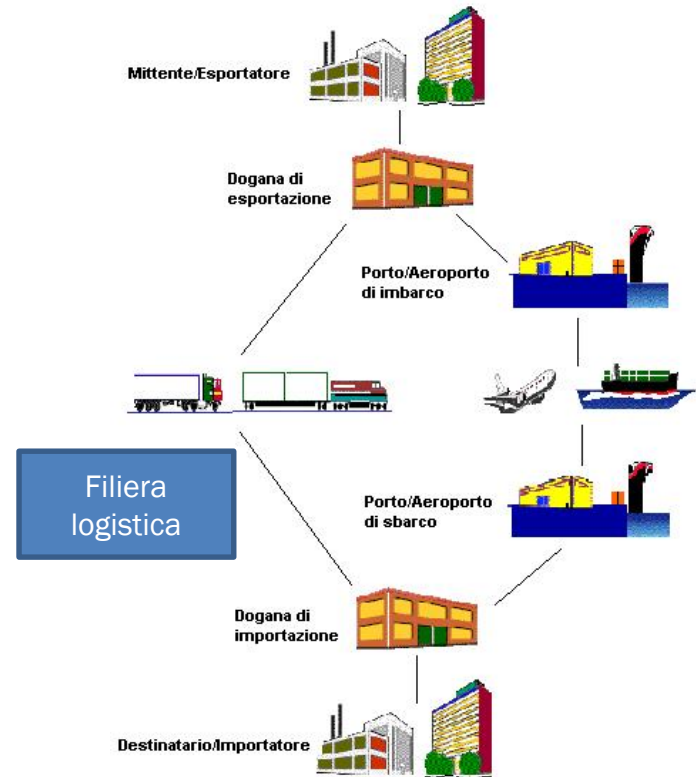 Mittente/Esportatore
Dogana di
esportazione
Porto/Aeroporto
di imbarco
Filiera
logistica
Porto/Aeroporto
di sbarco
Dogana di
importazione
Destinatario/Importatore